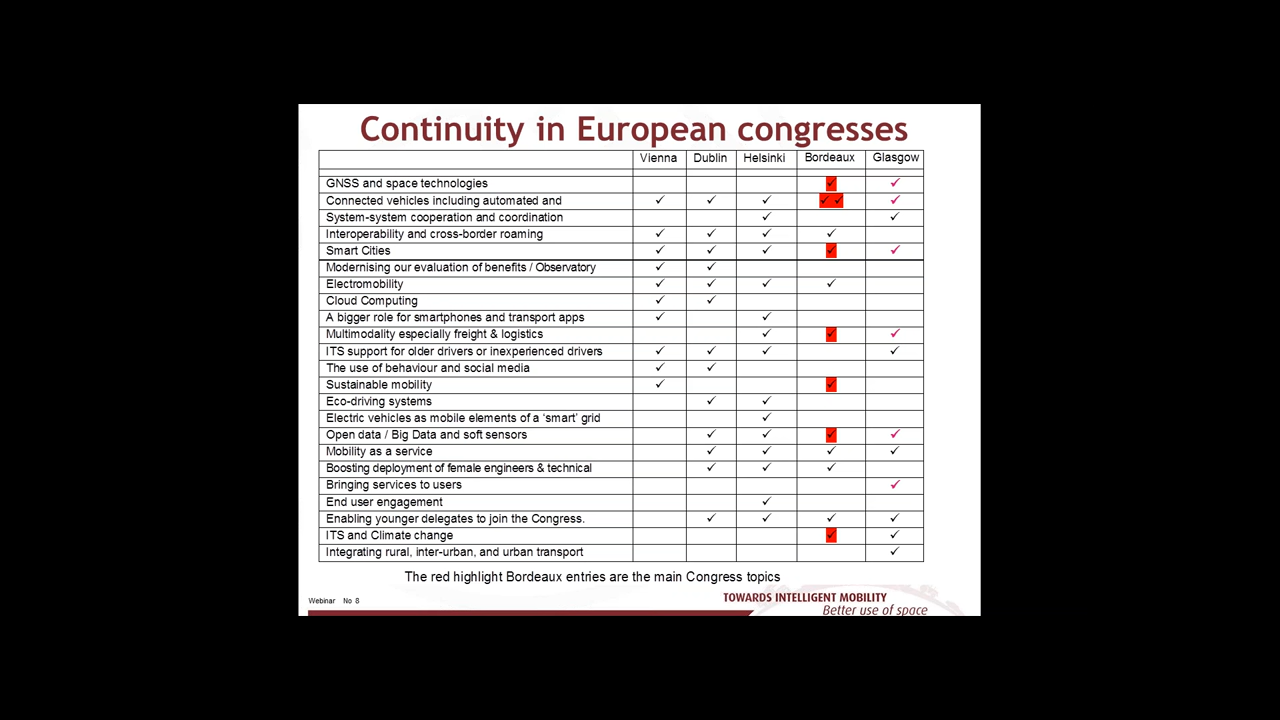 Continuity in European congresses
Vienna Dublin Helsinki Bordeaux Glasgow
GNSS and space technologies ✓ ✓
Connected vehicles including automated and ✓ ✓ ✓ ✓ ✓ ✓
System-system cooperation and coordination ✓ ✓
Interoperability and cross-border roaming ✓ ✓ ✓ ✓
Smart Cities ✓ ✓ ✓ ✓ ✓
Modernising our evaluation of benefits / Observatory ✓ ✓
Electromobility ✓ ✓ ✓ ✓
Cloud Computing ✓ ✓
A bigger role for smartphones and transport apps ✓ ✓
Multimodality especially freight & logistics ✓ ✓ ✓
ITS support for older drivers or inexperienced drivers ✓ ✓ ✓ ✓
The use of behaviour and social media ✓ ✓
Sustainable mobility ✓ ✓
Eco-driving systems ✓ ✓
Electric vehicles as mobile elements of a ‘smart’ grid ✓
Open data / Big Data and soft sensors ✓ ✓ ✓ ✓
Mobility as a service ✓ ✓ ✓ ✓
Boosting deployment of female engineers & technical ✓ ✓ ✓
Bringing services to users ✓
End user engagement ✓
Enabling younger delegates to join the Congress. ✓ ✓ ✓ ✓
ITS and Climate change ✓ ✓
Integrating rural, inter-urban, and urban transport ✓
The red highlight Bordeaux entries are the main Congress topics
Webinar No 8
TOWARDS INTELLIGENT MOBILITY
Better use of space